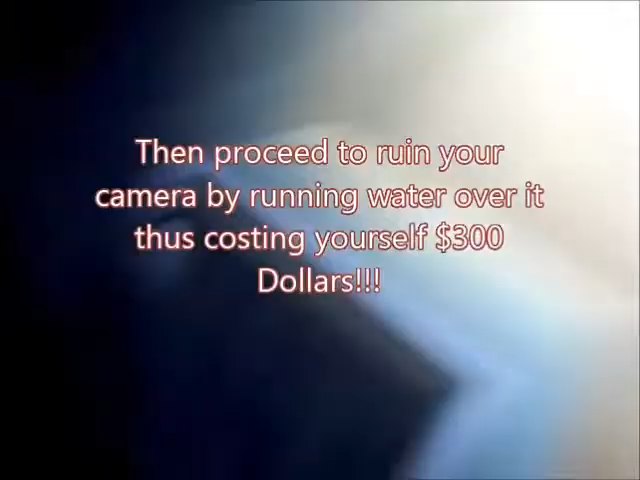 Then proceed to ruin your
camera by running water over it
thus costing yourself $300
Dollars!!!